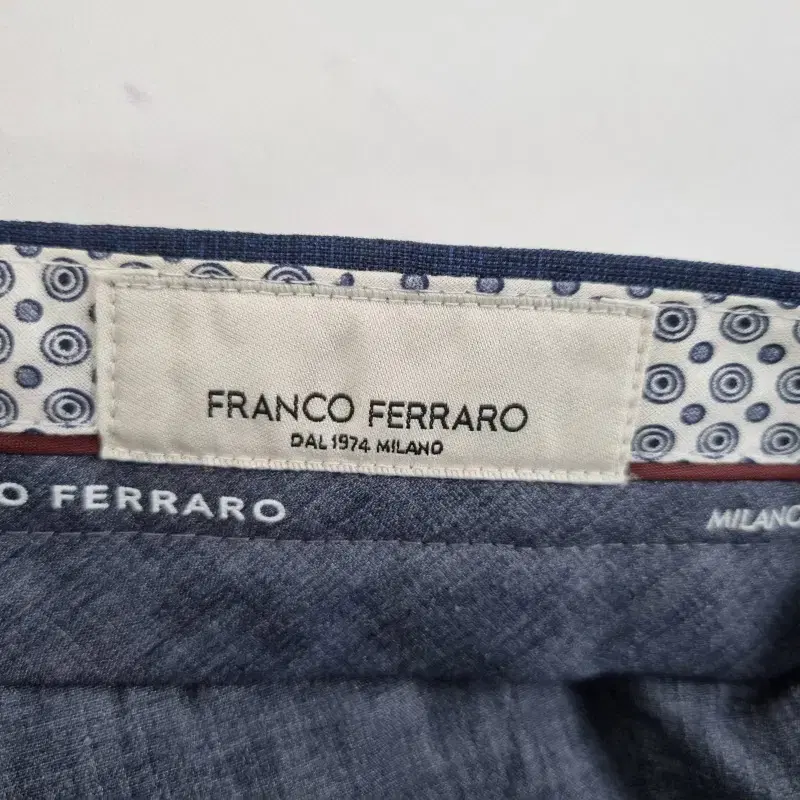 FRANCO FERRARO
DAL 1974 MILANO
O FERRARO
MILANO